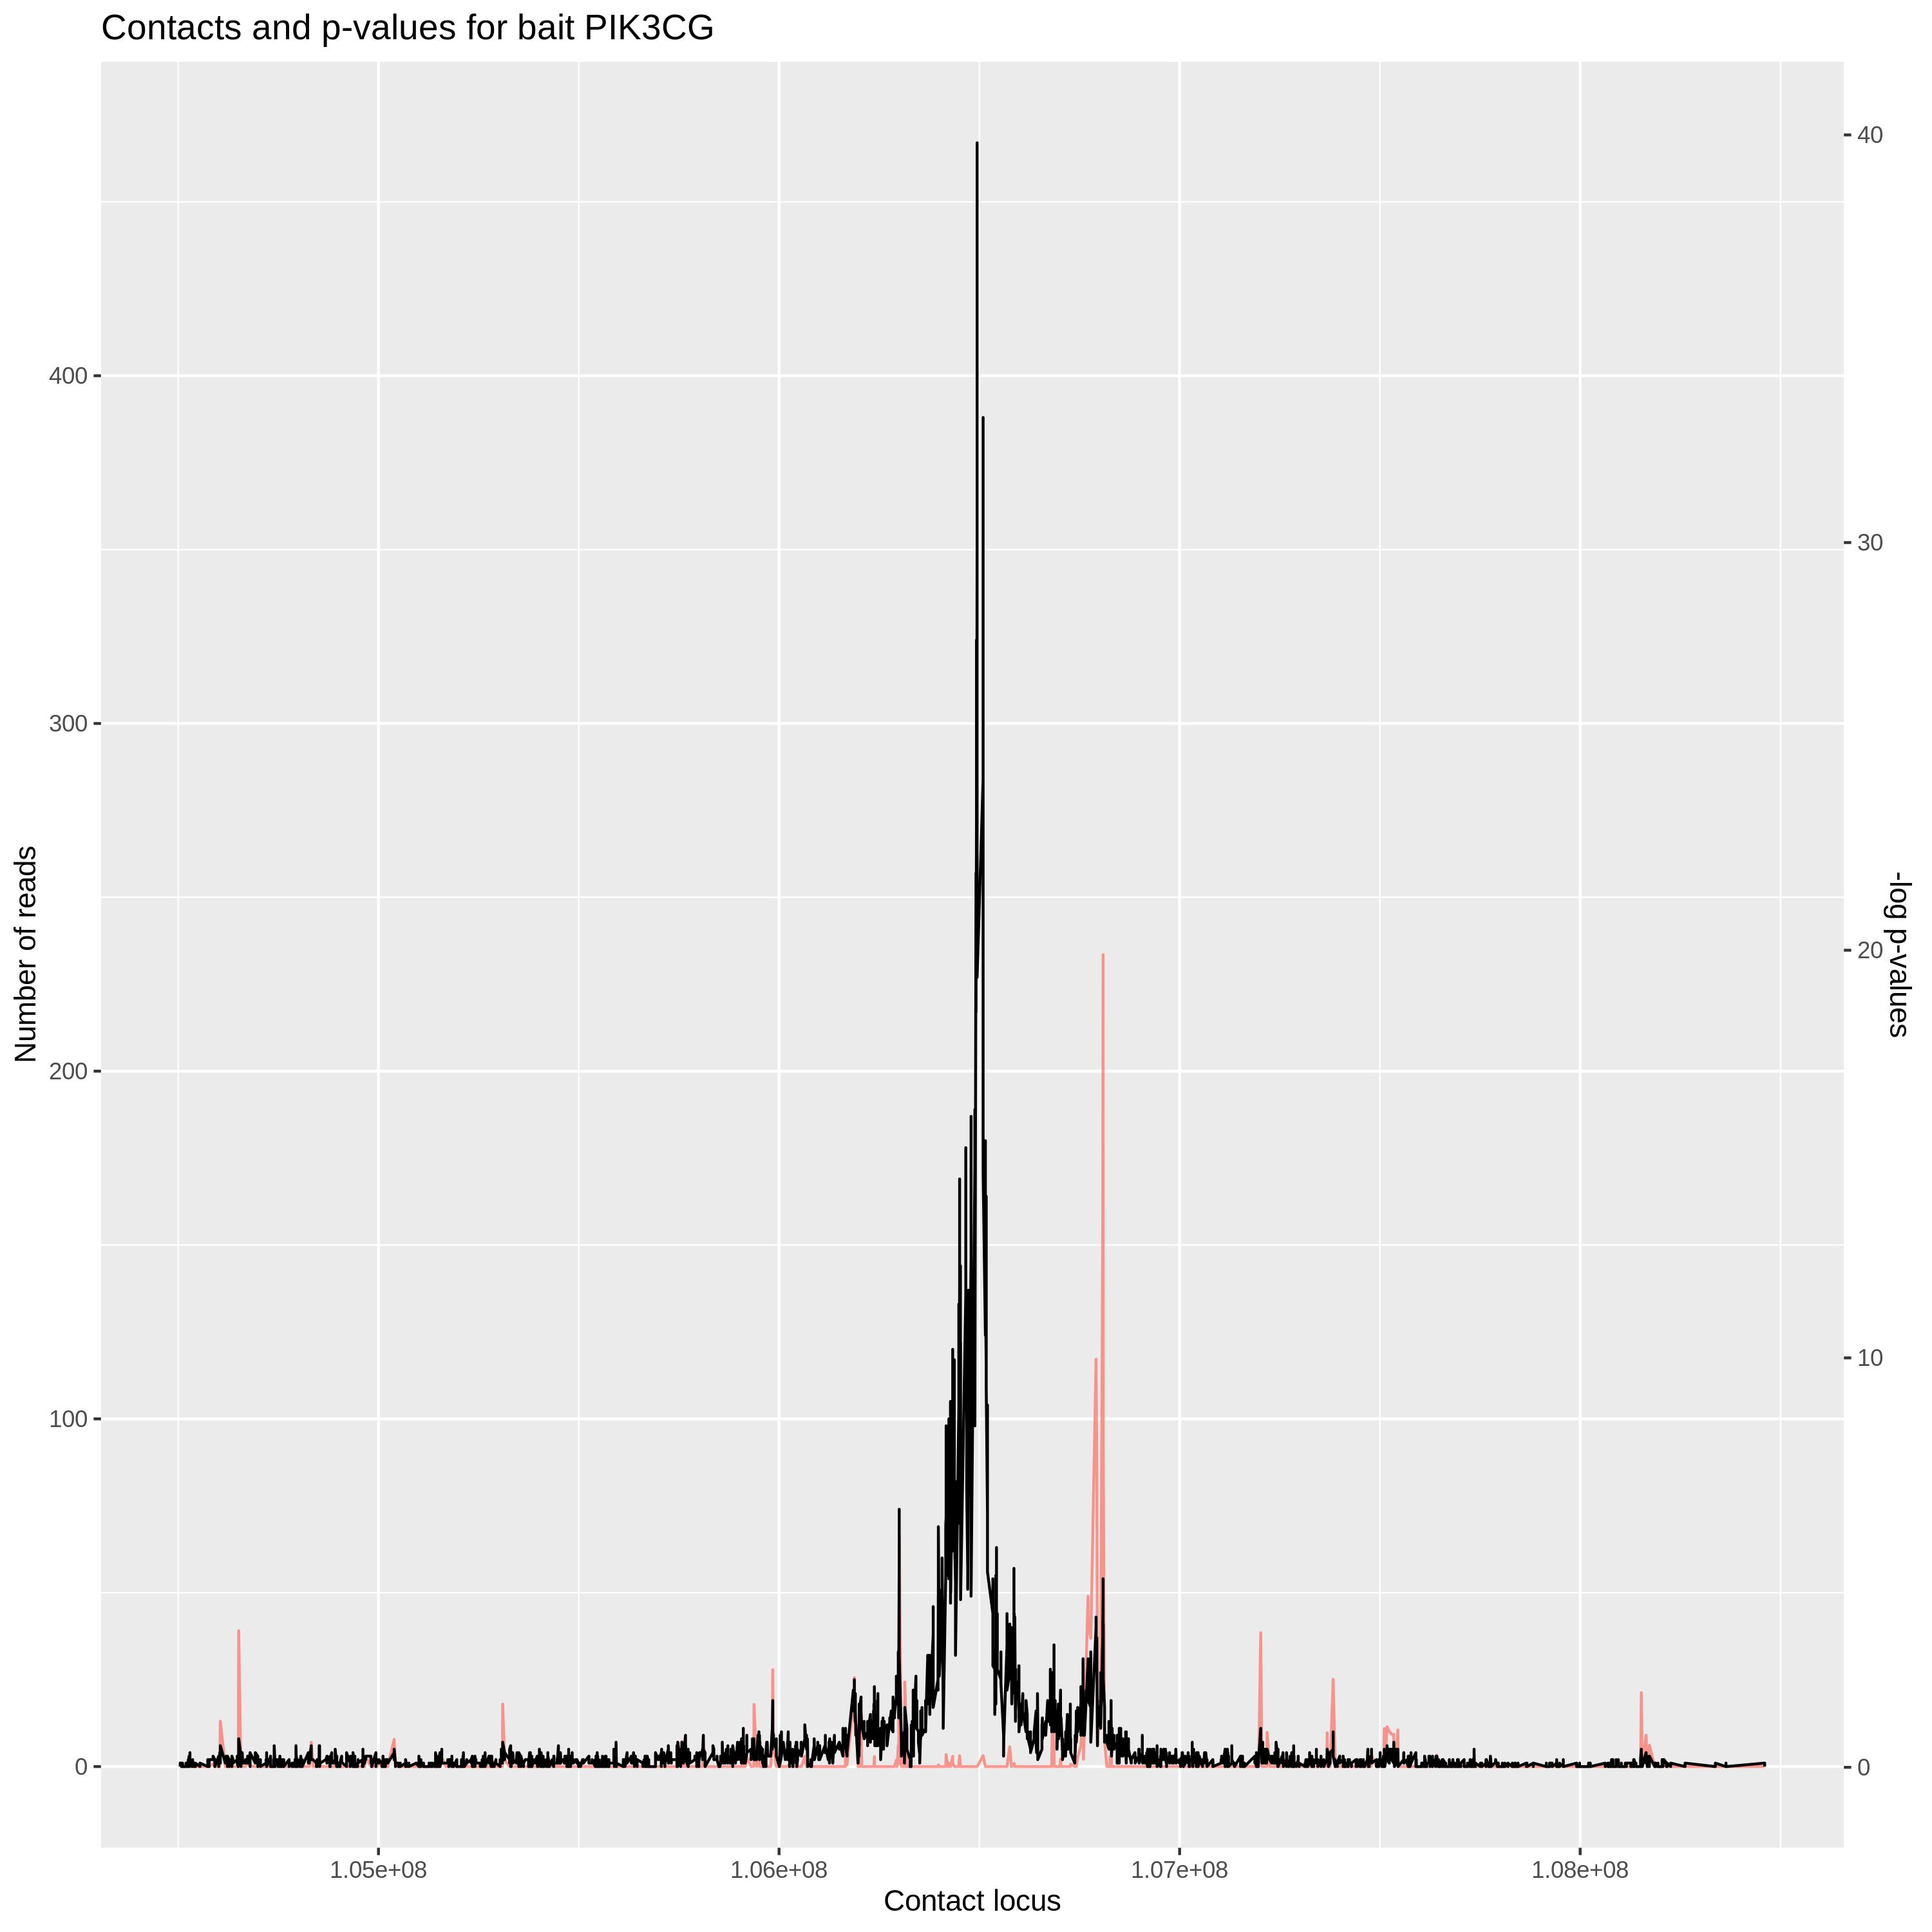 Contacts and p-values for bait PIK3CG
400
300
200
100
0
Number of reads
40
30
20
10
0
-log p-values
1.05e+08
1.06e+08
1.07e+08
1.08e+08
Contact locus